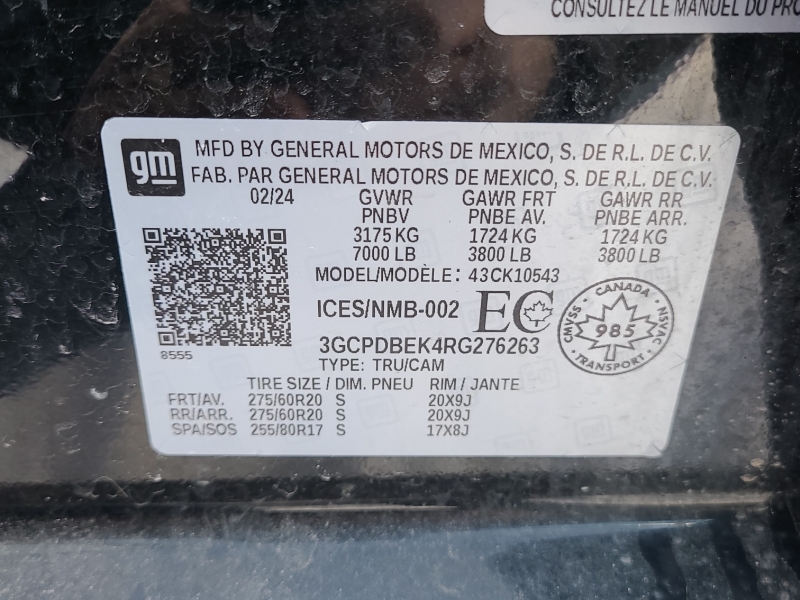 CONSULTEZ LE MANUEL DU PRO
gm
MFD BY GENERAL MOTORS DE MEXICO, S. DE R.L. DE C.V.
FAB. PAR GENERAL MOTORS DE MEXICO, S. DE R.L. DE C.V.
02/24 GVWR GAWR FRT GAWR RR
PNBV PNBE AV. PNBE ARR.
3175 KG 1724 KG 1724 KG
7000 LB 3800 LB 3800 LB
MODEL/MODÈLE: 43CK10543
ICES/NMB-002 EC
CANADA
CMVSS 985 NSVAC
TRANSPORT
8555
3GCPDBEK4RG276263
TYPE: TRU/CAM
TIRE SIZE / DIM. PNEU RIM / JANTE
FRT/AV. 275/60R20 S 20X9J
RR/ARR. 275/60R20 S 20X9J
SPA/SOS 255/80R17 S 17X8J